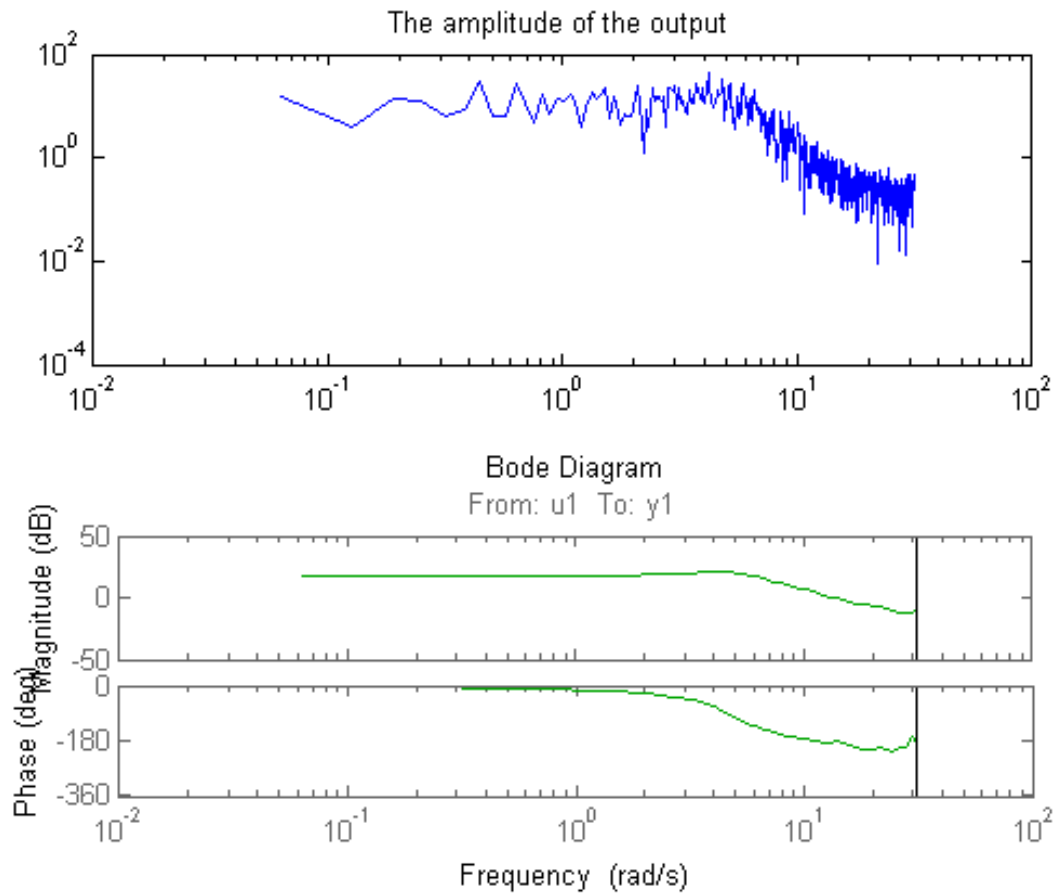 The amplitude of the output
10^2
10^0
10^-2
10^-4
10^-2 10^-1 10^0 10^1 10^2
Bode Diagram
From: u1 To: y1
Magnitude (dB)
50
0
-50
Phase (deg)
0
-180
-360
10^-2 10^-1 10^0 10^1 10^2
Frequency (rad/s)